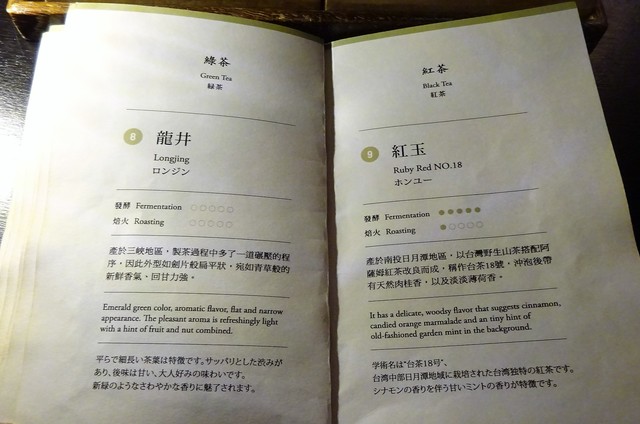 綠茶
Green Tea
緑茶
8
龍井
Longjing
ロンジン
發酵 Fermentation
焙火 Roasting
產於三峽地區，製茶過程中多了一道碾壓的程
序，因此外型如劍片般扁平狀，宛如青草般的
新鮮香氣、回甘力強。
Emerald green color, aromatic flavor, flat and narrow
appearance. The pleasant aroma is refreshingly light
with a hint of fruit and nut combined.
平らで細長い茶葉は特徴です。サッパリとした渋みが
あり、後味は甘い、大人好みの味わいです。
新緑のようなさわやかな香りに魅了されます。
紅茶
Black Tea
紅茶
9
紅玉
Ruby Red NO.18
ホンユー
發酵 Fermentation
焙火 Roasting
產於南投日月潭地區，以台灣野生山茶搭配阿
薩姆紅茶改良而成，稱作台茶18號，沖泡後帶
有天然肉桂香，以及淡淡薄荷香。
It has a delicate, woodsy flavor that suggests cinnamon,
candied orange marmalade and an tiny hint of
old-fashioned garden mint in the background.
学術名は"台茶18号"、
台湾中部日月潭地域に栽培された台湾独特の紅茶です。
シナモンの香りを伴う甘いミントの香りが特徴です。